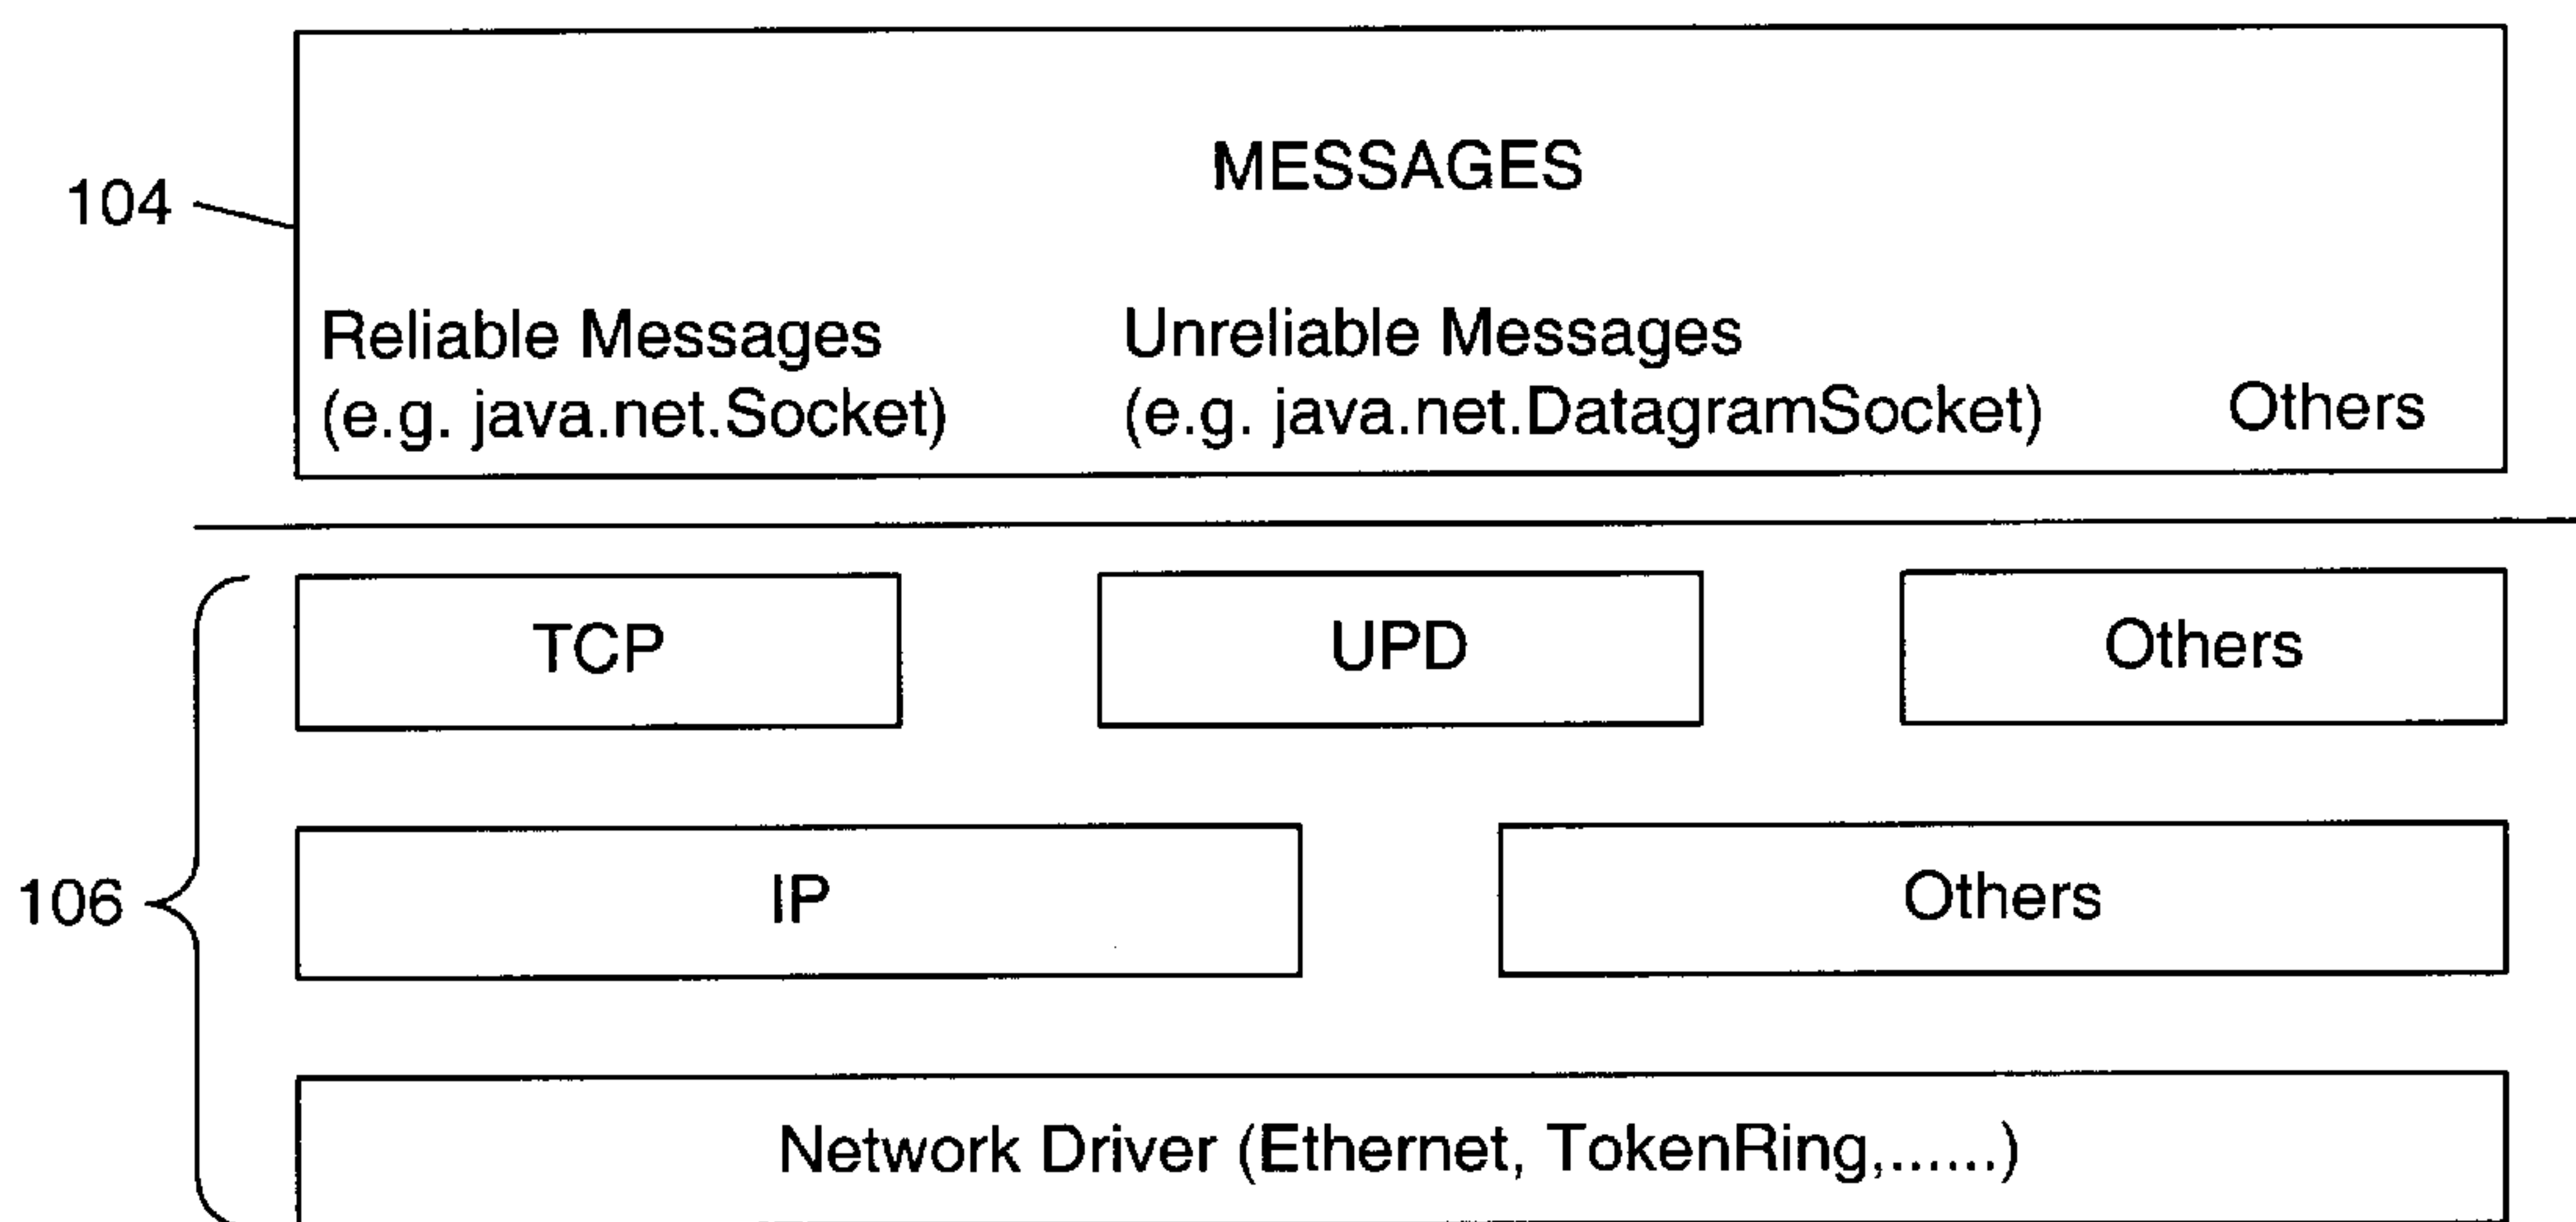 MESSAGES
104
Reliable Messages
(e.g. java.net.Socket)
Unreliable Messages
(e.g. java.net.DatagramSocket)
Others
TCP
UPD
Others
106
IP
Others
Network Driver (Ethernet, TokenRing,......)